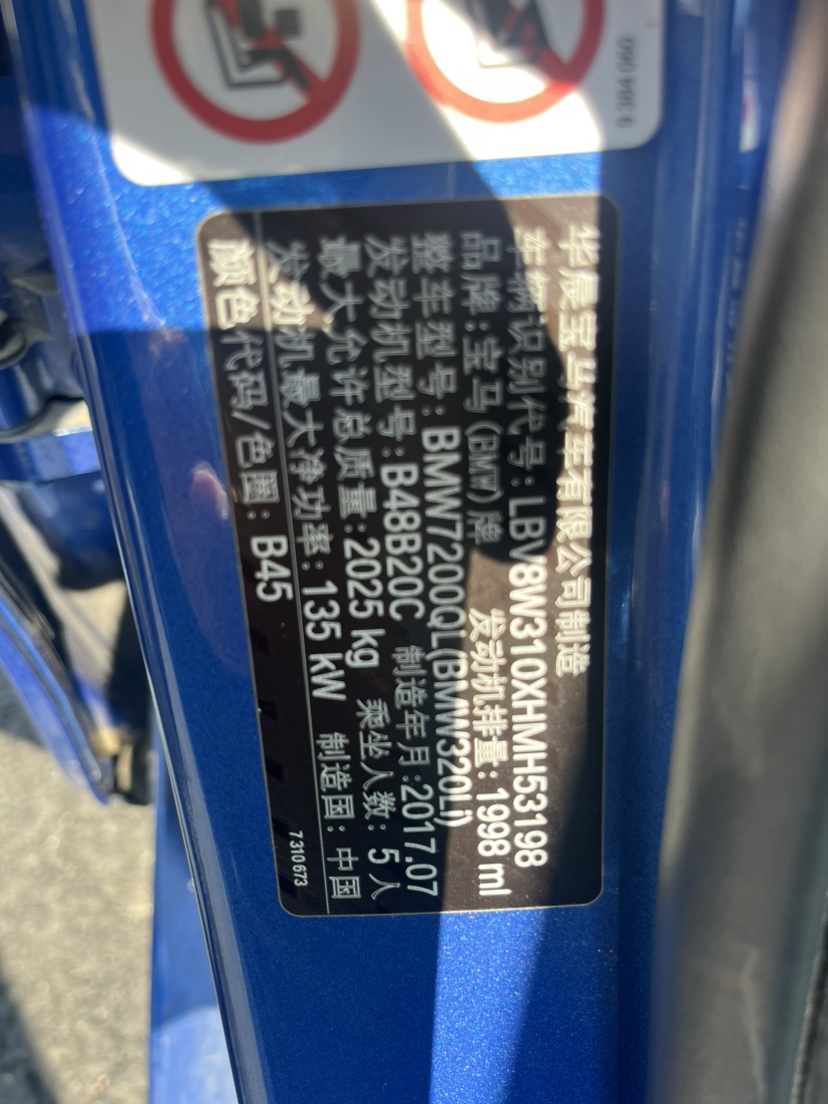 华晨宝马汽车有限公司制造
车辆识别代号:LBV8W310XHMH53198
品牌:宝马(BMW)牌 发动机排量:1998 ml
整车型号:BMW7200QL(BMW320Li)
发动机型号:B48B20C 制造年月:2017.07
最大允许总质量:2025 kg 乘坐人数:5人
发动机最大净功率:135 kW 制造国:中国
颜色代码/色圈:B45
7310673